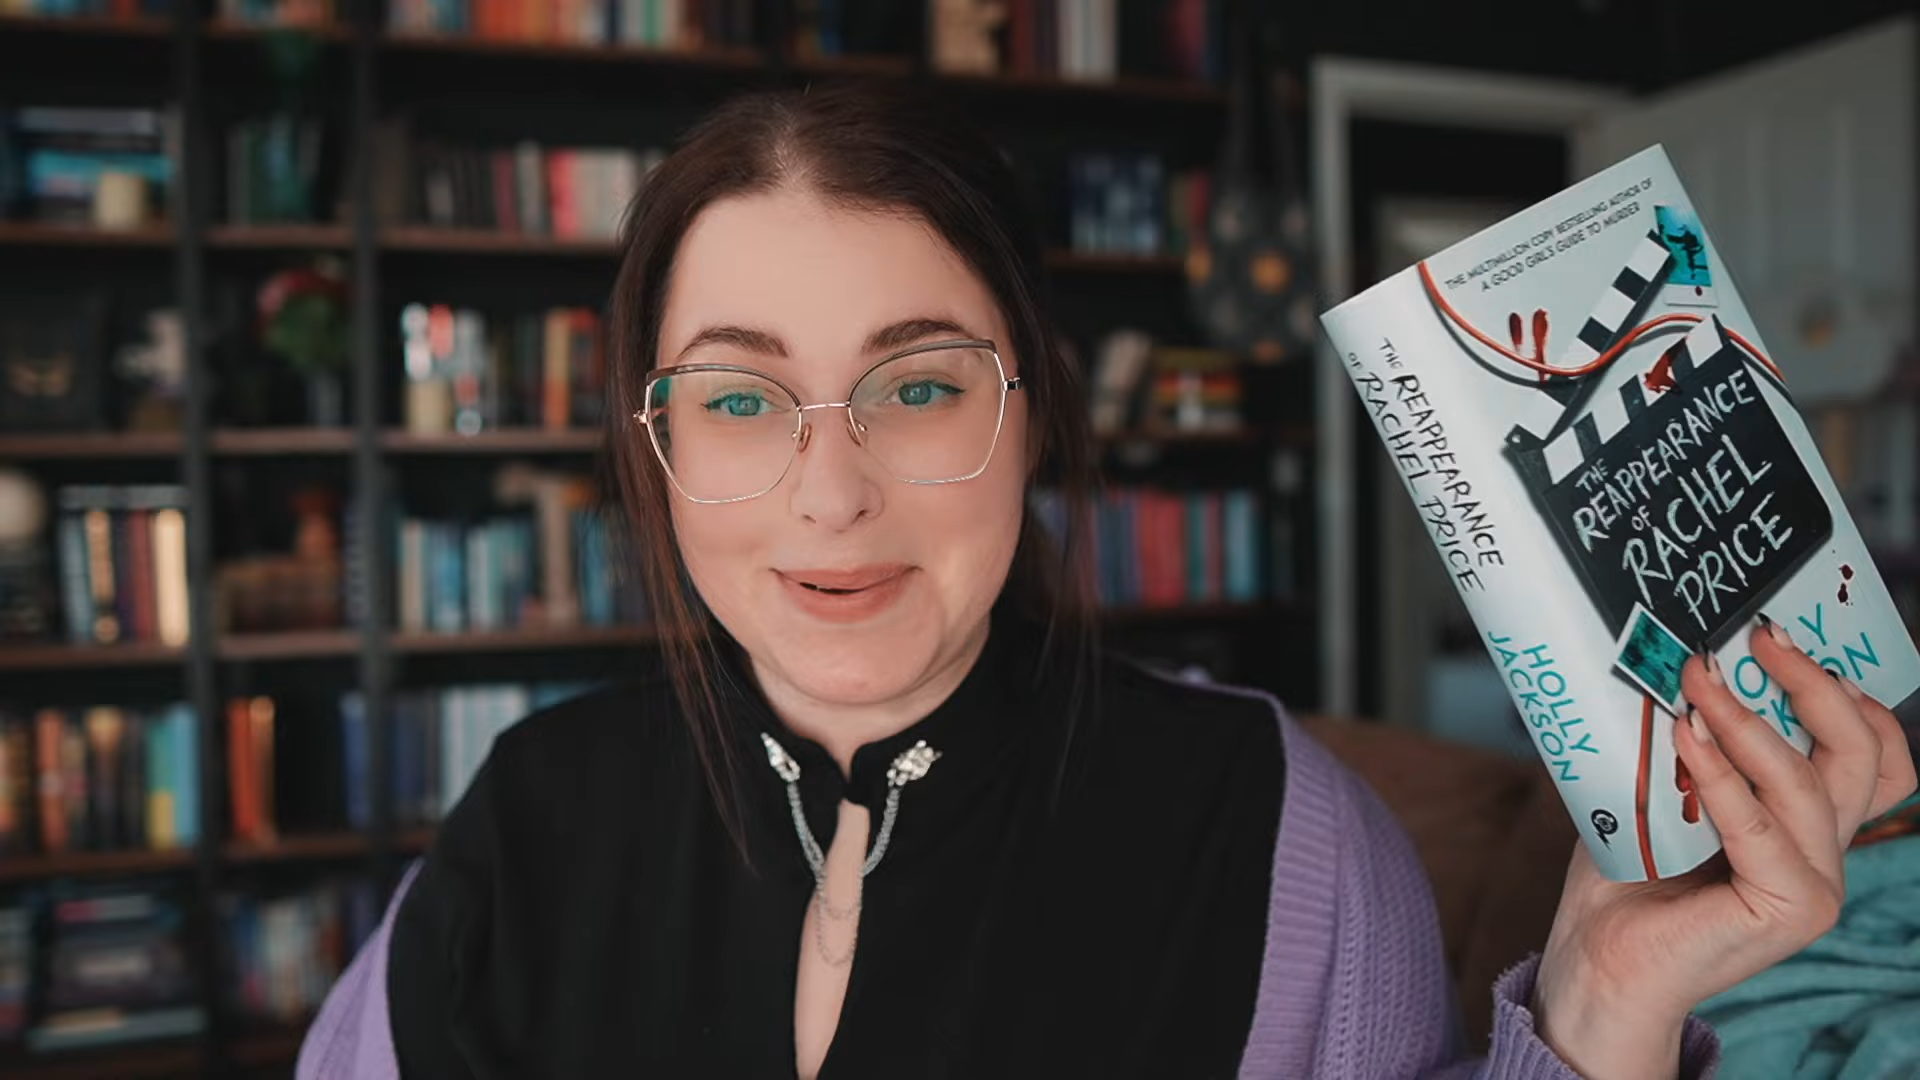 THE REAPPEARANCE
OF RACHEL PRICE
HOLLY
JACKSON
THE MULTIMILLION COPY BESTSELLING AUTHOR OF
A GOOD GIRL'S GUIDE TO MURDER
THE
REAPPEARANCE
OF
RACHEL
PRICE